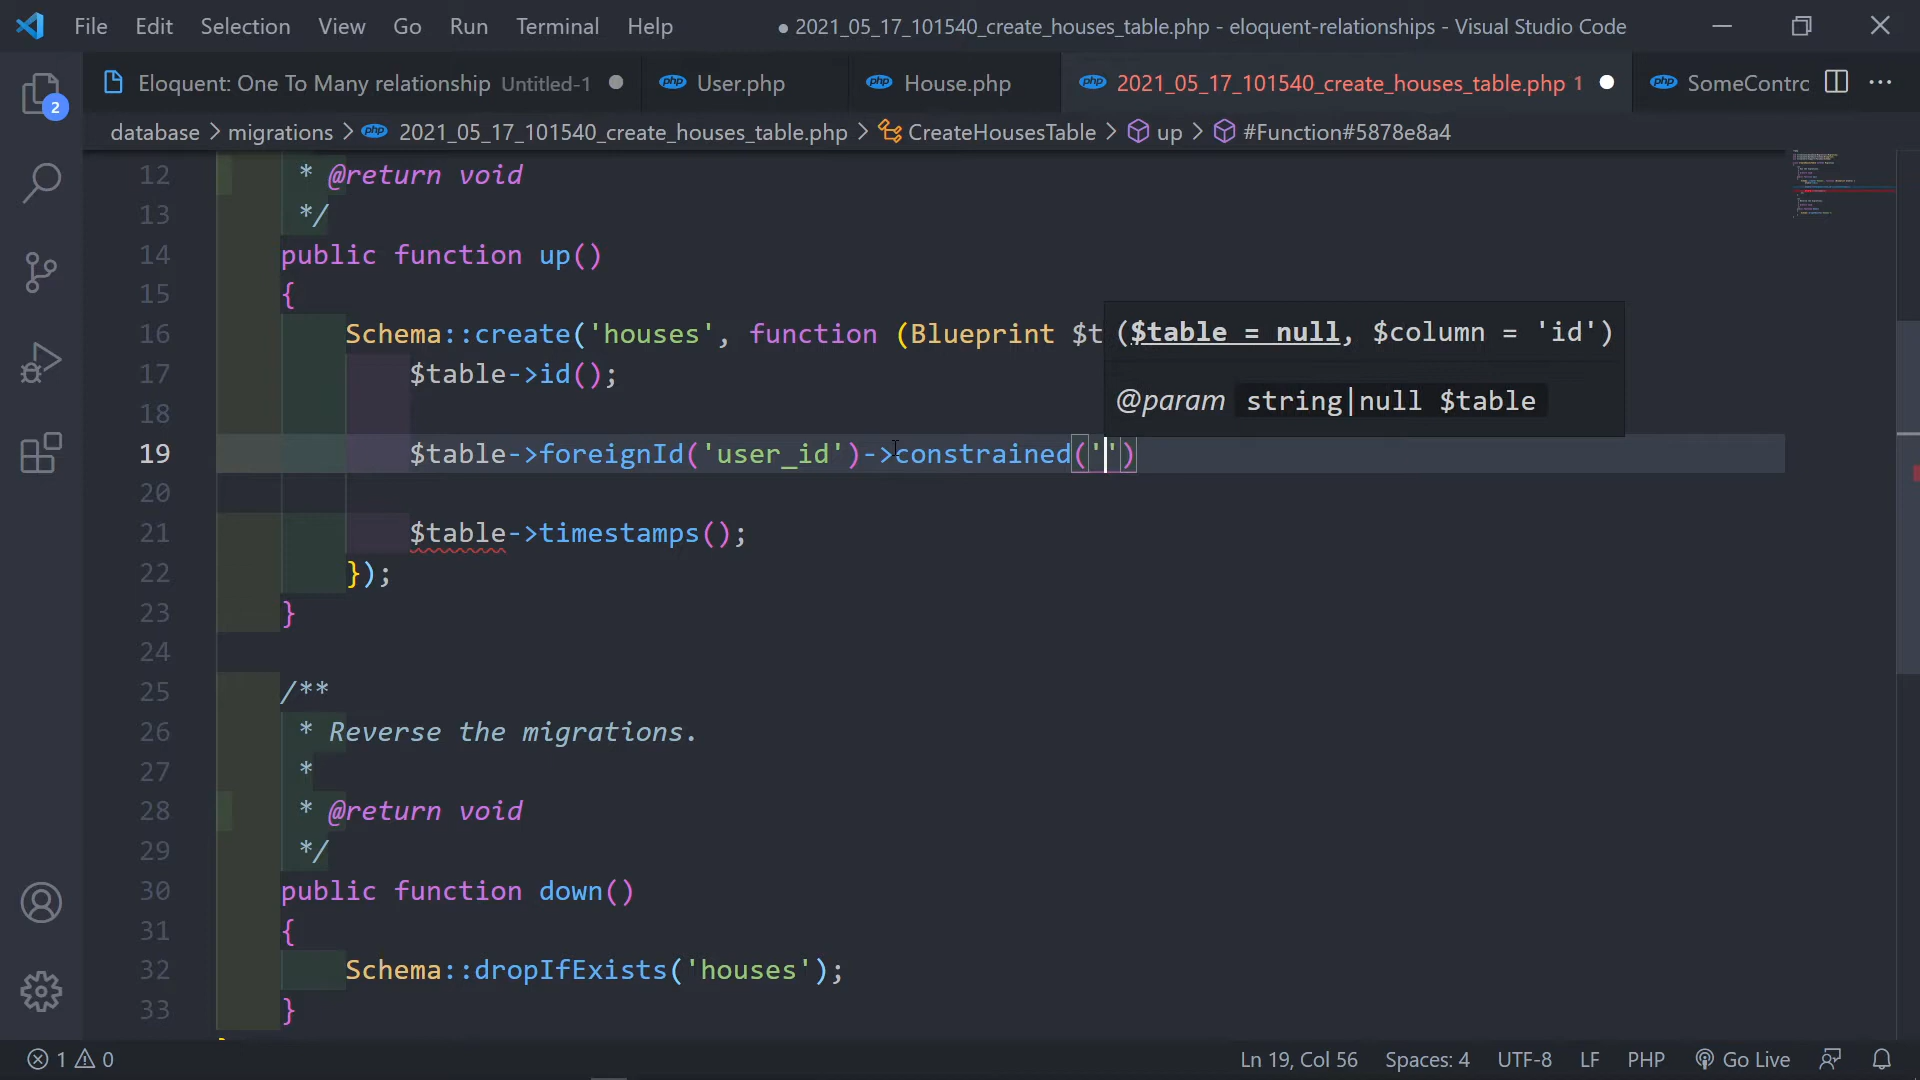 File Edit Selection View Go Run Terminal Help ● 2021_05_17_101540_create_houses_table.php - eloquent-relationships - Visual Studio Code
Eloquent: One To Many relationship Untitled-1 User.php House.php 2021_05_17_101540_create_houses_table.php 1 SomeContrc
2
database > migrations > 2021_05_17_101540_create_houses_table.php > CreateHousesTable > up > #Function#5878e8a4
12 * @return void
13 */
14 public function up()
15 {
16 Schema::create('houses', function (Blueprint $t
($table = null, $column = 'id')
17 $table->id();
@param string|null $table
18
19 $table->foreignId('user_id')->constrained('')
20
21 $table->timestamps();
22 });
23 }
24
25 /**
26 * Reverse the migrations.
27 *
28 * @return void
29 */
30 public function down()
31 {
32 Schema::dropIfExists('houses');
33 }
1 0 Ln 19, Col 56 Spaces: 4 UTF-8 LF PHP Go Live